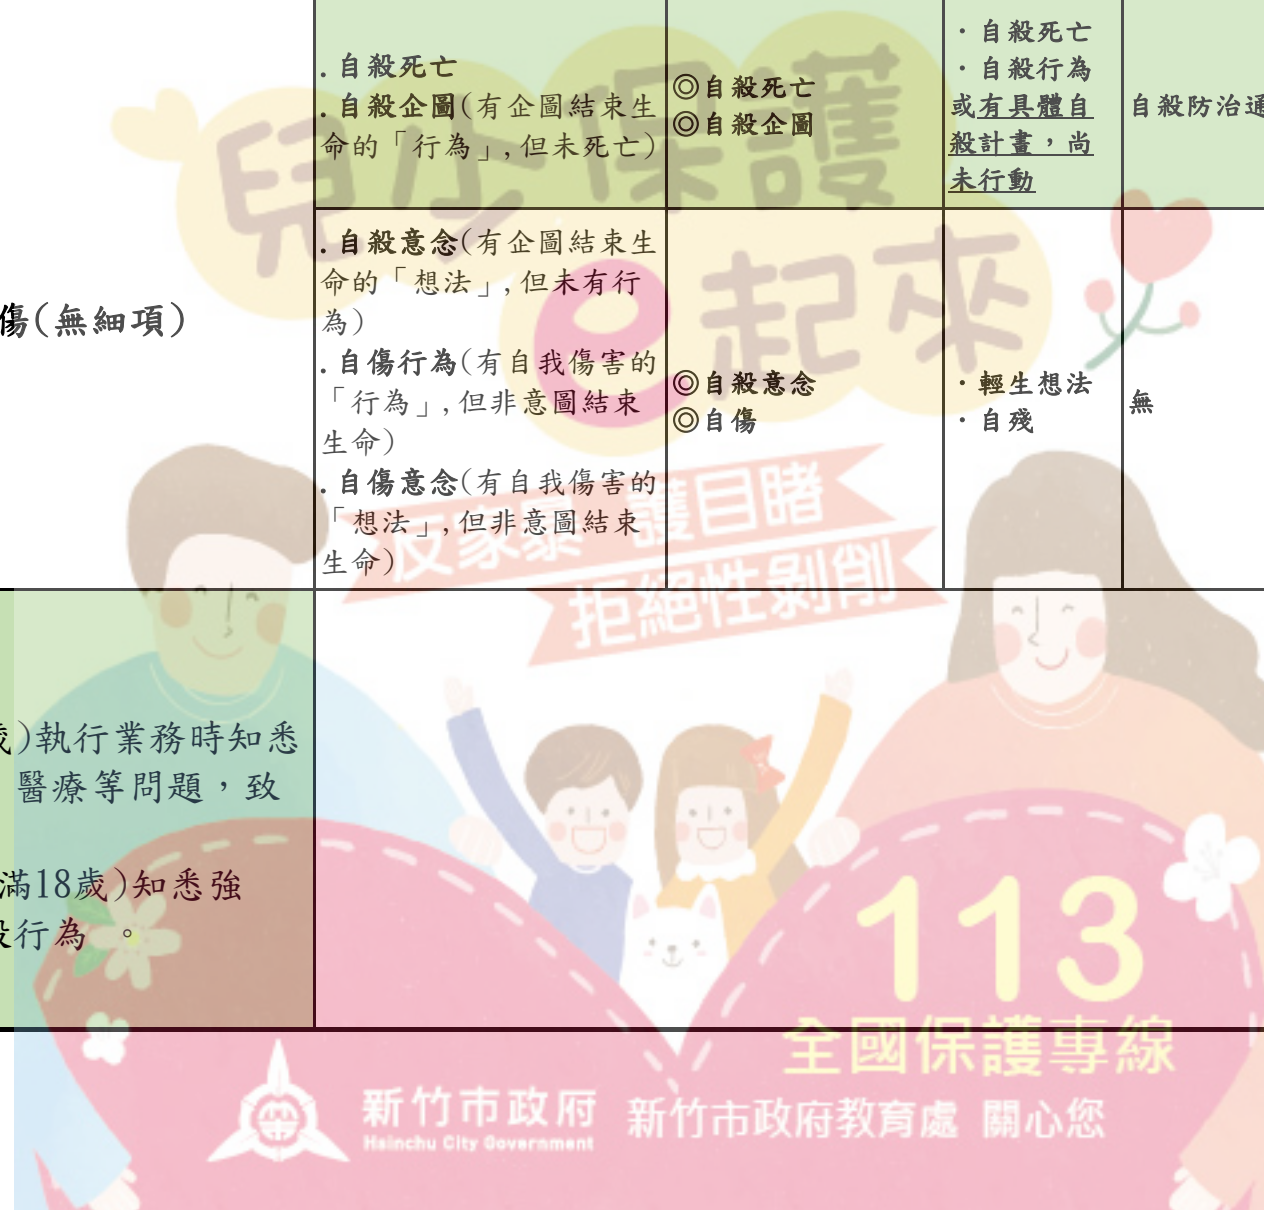 .自殺死亡
.自殺企圖(有企圖結束生
命的「行為」,但未死亡)
◎自殺死亡
◎自殺企圖
·自殺死亡
·自殺行為
或有具體自
殺計畫，尚
未行動
自殺防治通
傷(無細項)
.自殺意念(有企圖結束生
命的「想法」,但未有行
為)
.自傷行為(有自我傷害的
「行為」,但非意圖結束
生命)
.自傷意念(有自我傷害的
「想法」,但非意圖結束
生命)
◎自殺意念
◎自傷
·輕生想法
·自殘
無
歲)執行業務時知悉
醫療等問題，致
滿18歲)知悉強
行為 。
兒少保護
e起來
反家暴 護目睹
拒絕性剝削
113
全國保護專線
新竹市政府
Hsinchu City Government
新竹市政府教育處 關心您